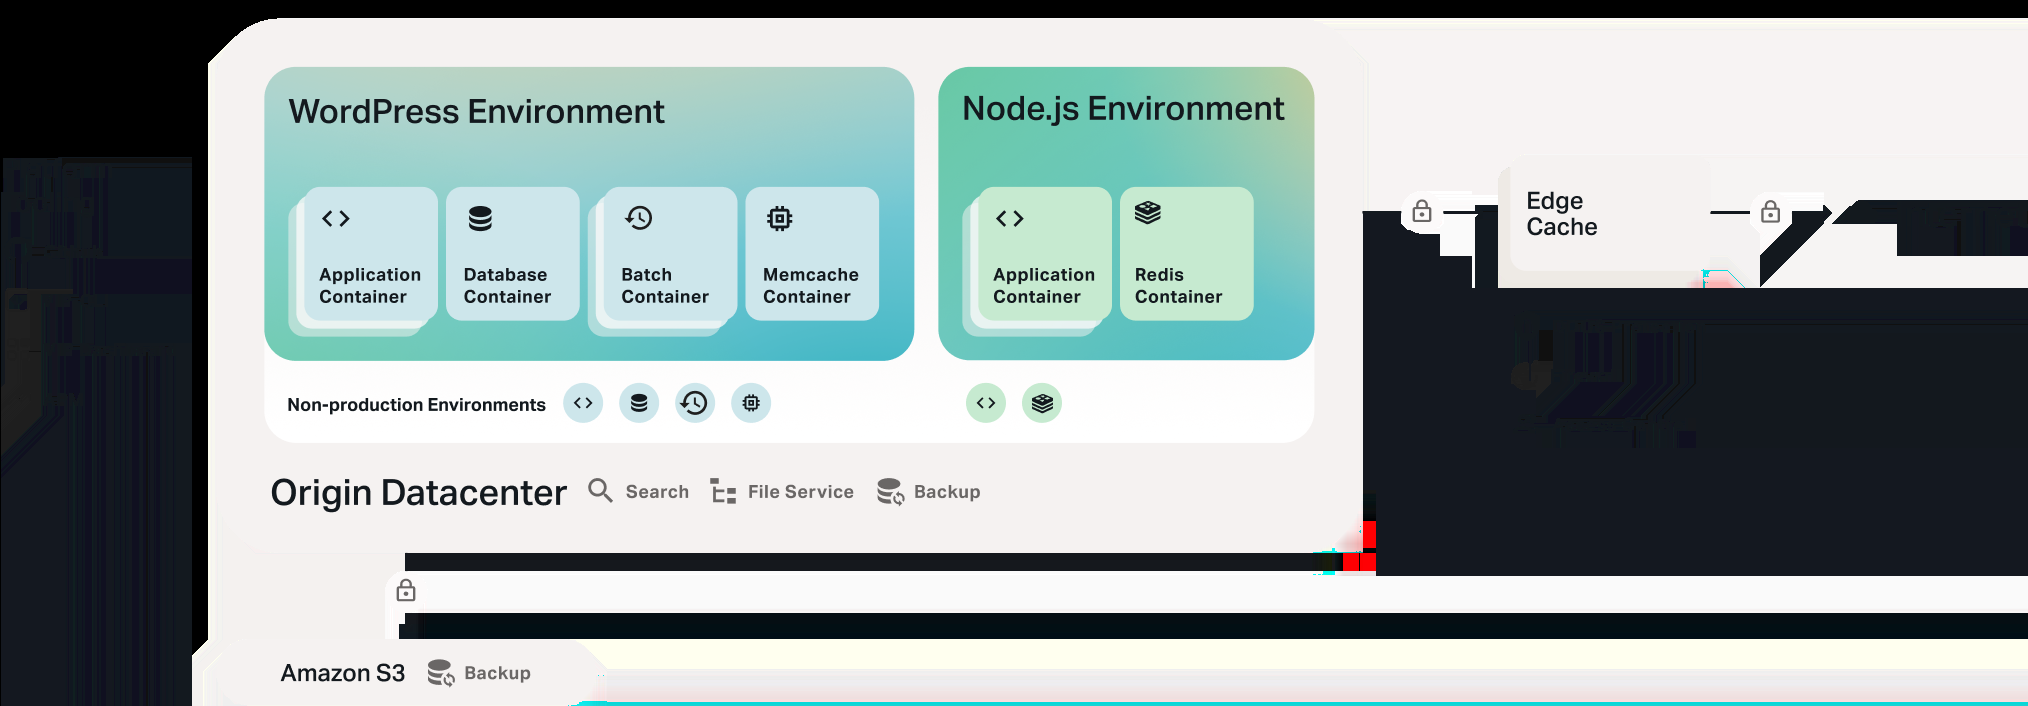 WordPress Environment
Application
Container
Database
Container
Batch
Container
Memcache
Container
Node.js Environment
Application
Container
Redis
Container
Edge
Cache
Non-production Environments
Origin Datacenter
Search
File Service
Backup
Amazon S3
Backup